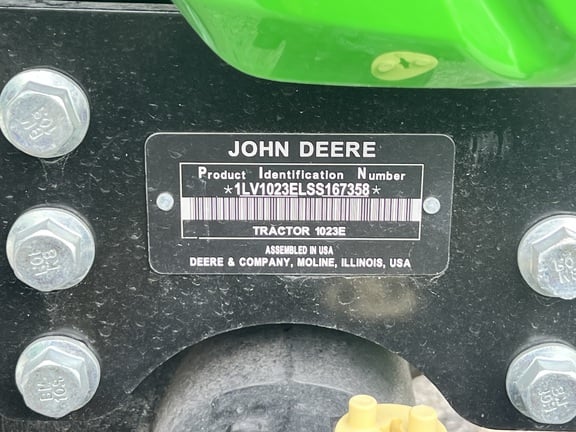 JOHN DEERE
Product Identification Number
*1LV1023ELSS167358*
TRACTOR 1023E
ASSEMBLED IN USA
DEERE & COMPANY, MOLINE, ILLINOIS, USA